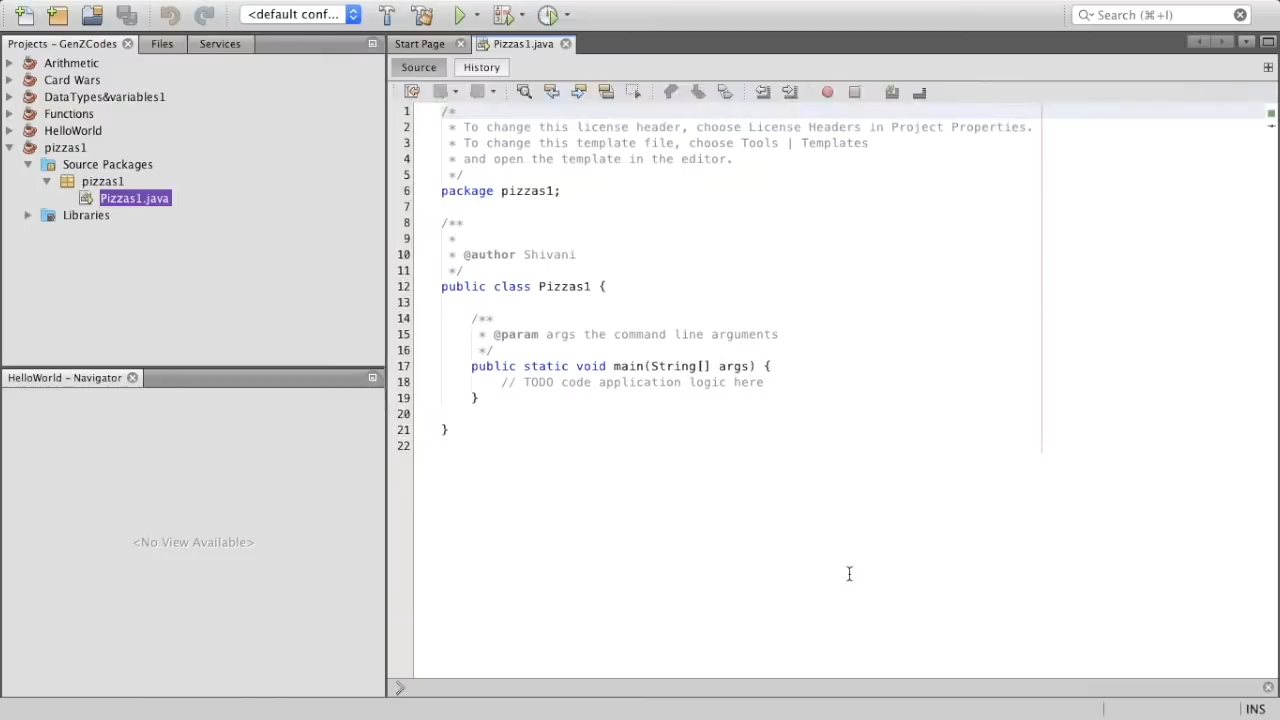 <default conf...
Search (⌘+I)
Projects – GenZCodes
Files
Services
Arithmetic
Card Wars
DataTypes&variables1
Functions
HelloWorld
pizzas1
Source Packages
pizzas1
Pizzas1.java
Libraries
HelloWorld – Navigator
<No View Available>
Start Page
Pizzas1.java
Source
History
1 /*
2 * To change this license header, choose License Headers in Project Properties.
3 * To change this template file, choose Tools | Templates
4 * and open the template in the editor.
5 */
6 package pizzas1;
7
8 /**
9 *
10 * @author Shivani
11 */
12 public class Pizzas1 {
13
14 /**
15 * @param args the command line arguments
16 */
17 public static void main(String[] args) {
18 // TODO code application logic here
19 }
20
21 }
22
INS